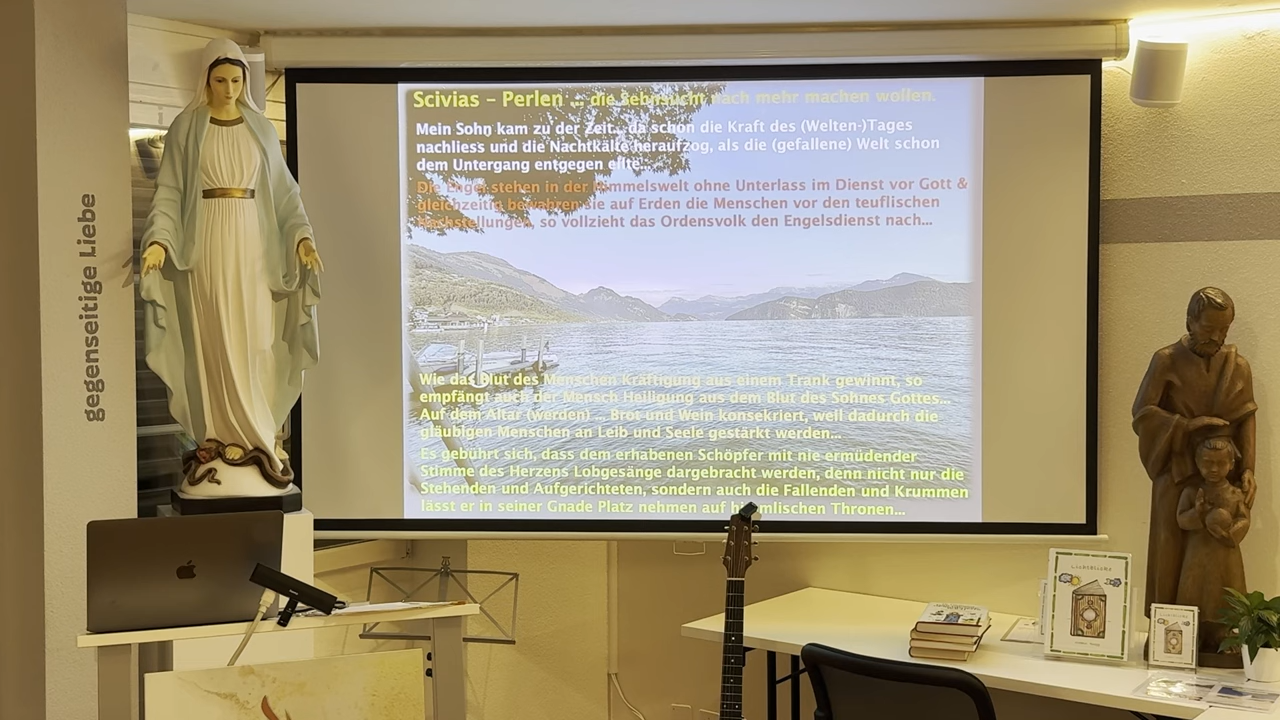 gegenseitige Liebe
Scivias – Perlen ... die Sehnsucht nach mehr machen wollen.
Mein Sohn kam zu der Zeit...da schon die Kraft des (Welten-)Tages
nachliess und die Nachtkälte heraufzog, als die (gefallene) Welt schon
dem Untergang entgegen eilte...
Die Engel stehen in der Himmelswelt ohne Unterlass im Dienst vor Gott &
gleichzeitig bewahren sie auf Erden die Menschen vor den teuflischen
Nachstellungen, so vollzieht das Ordensvolk den Engelsdienst nach...
Wie das Blut des Menschen Kräftigung aus einem Trank gewinnt, so
empfängt auch der Mensch Heiligung aus dem Blut des Sohnes Gottes...
Auf dem Altar (werden) ... Brot und Wein konsekriert, weil dadurch die
gläubigen Menschen an Leib und Seele gestärkt werden...
Es gebührt sich, dass dem erhabenen Schöpfer mit nie ermüdender
Stimme des Herzens Lobgesänge dargebracht werden, denn nicht nur die
Stehenden und Aufgerichteten, sondern auch die Fallenden und Krummen
lässt er in seiner Gnade Platz nehmen auf himmlischen Thronen...
Lichtblicke